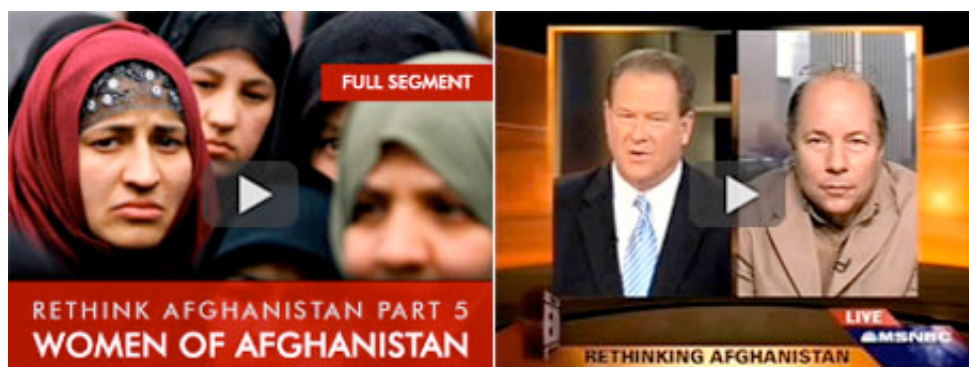 FULL SEGMENT
RETHINK AFGHANISTAN PART 5
WOMEN OF AFGHANISTAN
LIVE
MSNBC
RETHINKING AFGHANISTAN